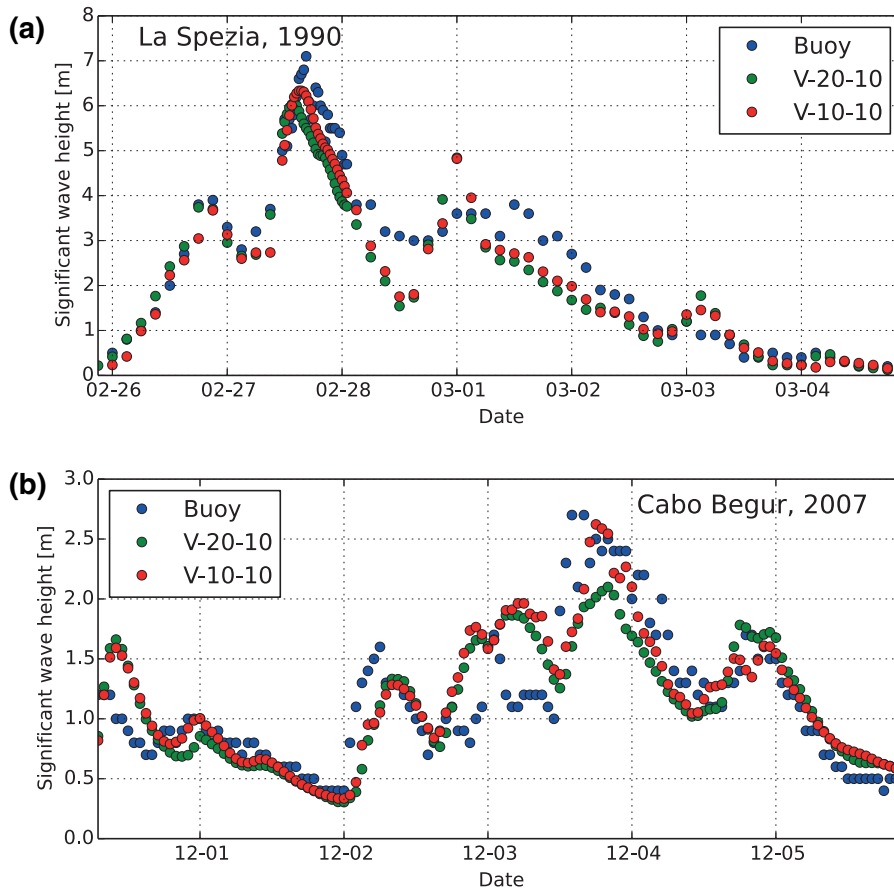 (a)
La Spezia, 1990
Buoy
V-20-10
V-10-10
Significant wave height [m]
8
7
6
5
4
3
2
1
0
02-26 02-27 02-28 03-01 03-02 03-03 03-04
Date
(b)
Buoy
V-20-10
V-10-10
Cabo Begur, 2007
Significant wave height [m]
3.0
2.5
2.0
1.5
1.0
0.5
0.0
12-01 12-02 12-03 12-04 12-05
Date